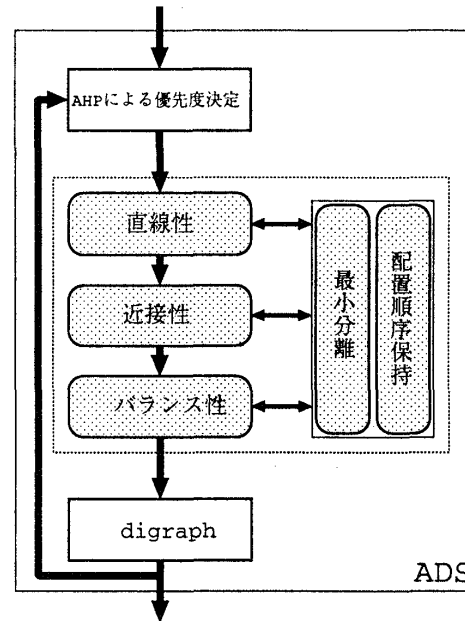 AHPによる優先度決定
直線性
近接性
バランス性
最小分離
配置順序保持
digraph
ADS